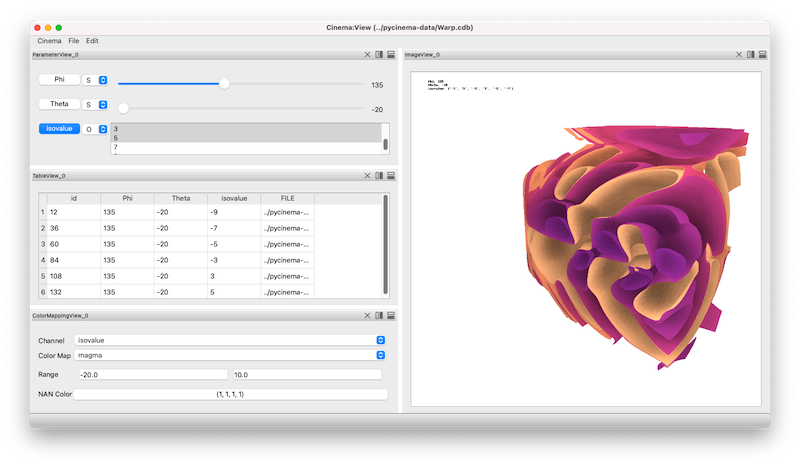 Cinema:View (../pycinema-data/Warp.cdb)
Cinema File Edit
ParameterView_0
Phi S 135
Theta S -20
isovalue O 3
5
7
TableView_0
id Phi Theta isovalue FILE
1 12 135 -20 -9 ../pycinema-...
2 36 135 -20 -7 ../pycinema-...
3 60 135 -20 -5 ../pycinema-...
4 84 135 -20 -3 ../pycinema-...
5 108 135 -20 3 ../pycinema-...
6 132 135 -20 5 ../pycinema-...
ColorMappingView_0
Channel isovalue
Color Map magma
Range -20.0 10.0
NAN Color (1, 1, 1, 1)
ImageView_0
Phi: 135
Theta: -20